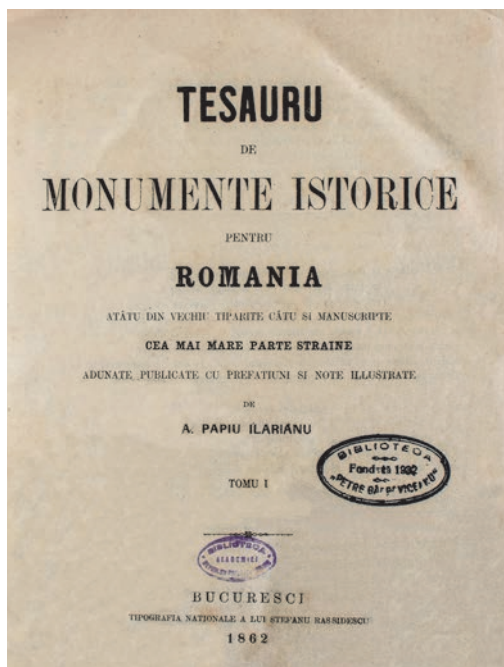 TESAURU
DE
MONUMENTE ISTORICE
PENTRU
ROMANIA
ATÂTU DIN VECHIU TIPARITE CÂTU SI MANUSCRIPTE
CEA MAI MARE PARTE STRAINE
ADUNATE PUBLICATE CU PREFATIUNI SI NOTE ILLUSTRATE
DE
A. PAPIU ILARIANU
TOMU I
BIBLIOTECA
Fond
1932
"PETRE
BIBLIOTECA
ACADEMIEI
BUCURESCI
TIPOGRAFIA NATIONALE A LUI STEFANU RASSIDESCU
1862